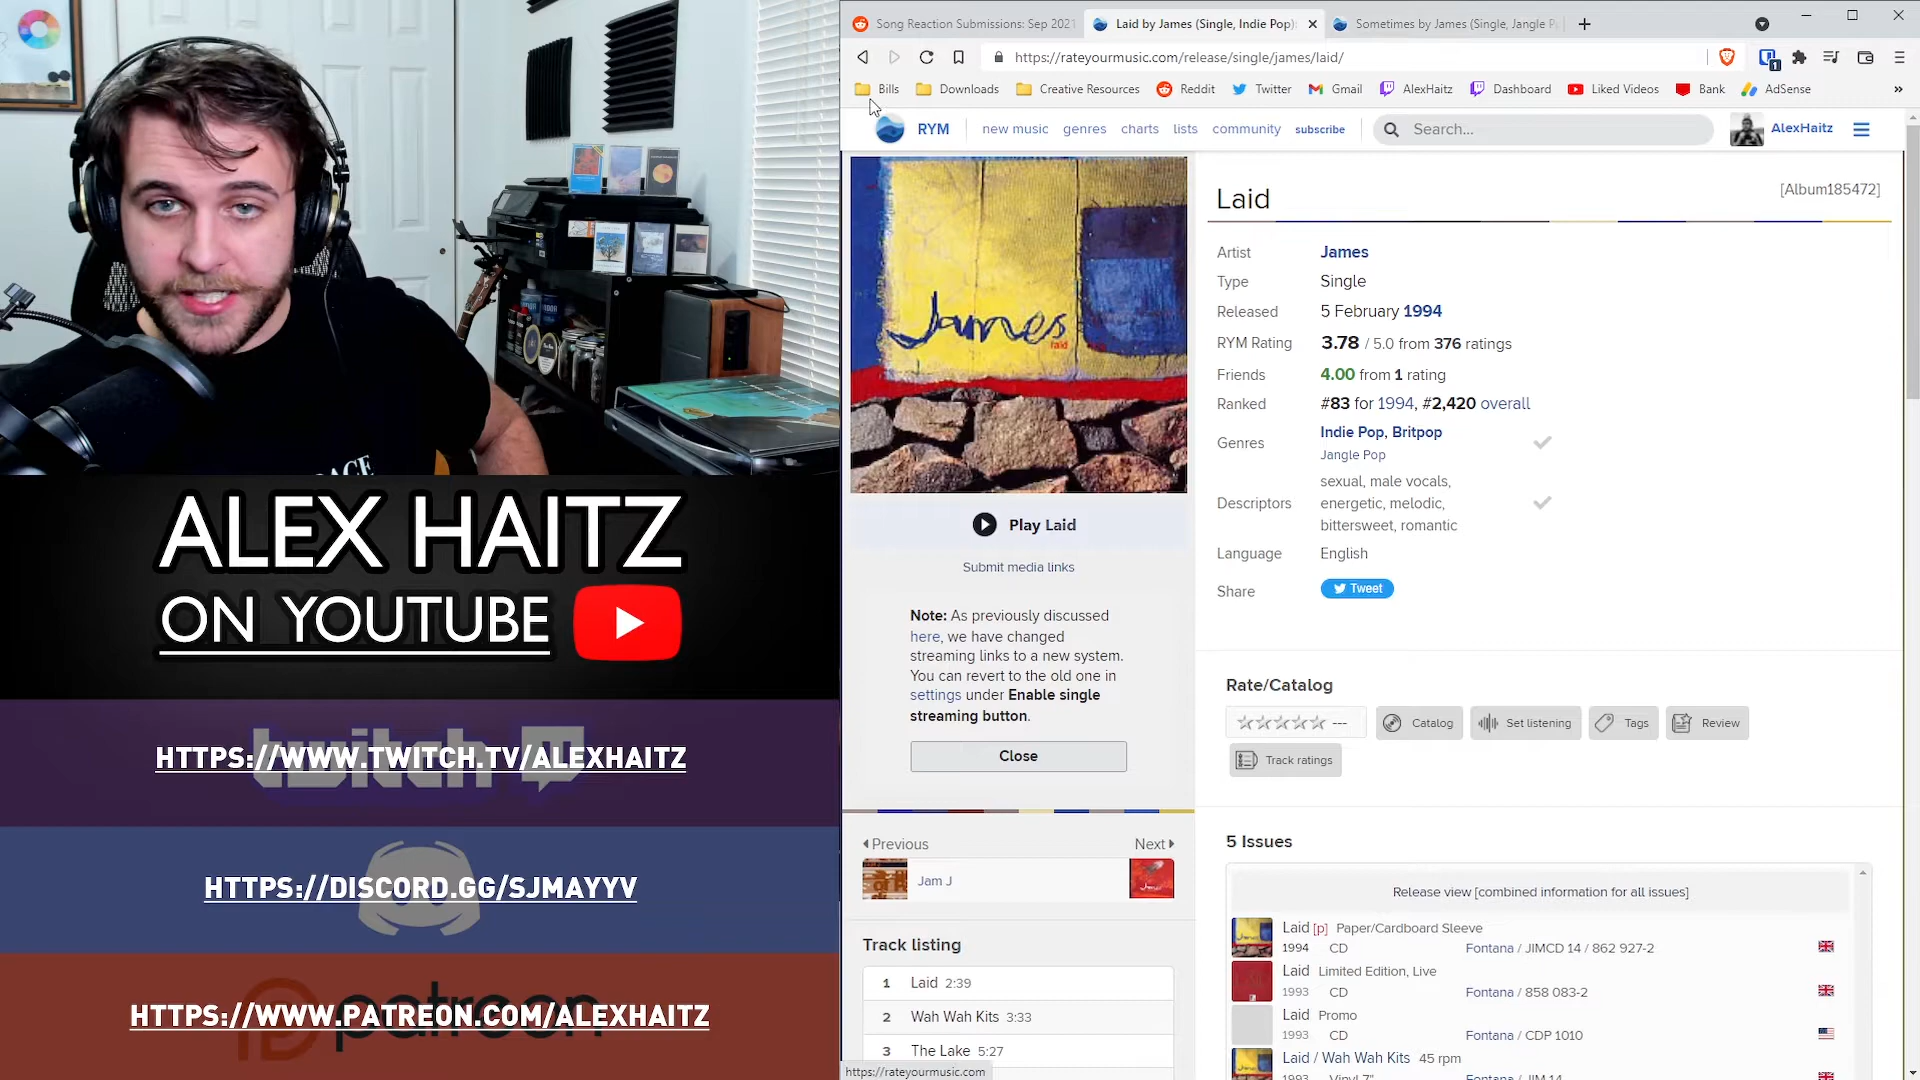 Song Reaction Submissions: Sep 2021
Laid by James (Single, Indie Pop)
Sometimes by James (Single, Jangle P
https://rateyourmusic.com/release/single/james/laid/
1
Bills
Downloads
Creative Resources
Reddit
Twitter
Gmail
AlexHaitz
Dashboard
Liked Videos
Bank
AdSense
RYM
new music
genres
charts
lists
community
subscribe
Search...
AlexHaitz
James
laid
Laid
[Album185472]
Artist James
Type Single
Released 5 February 1994
RYM Rating 3.78 / 5.0 from 376 ratings
Friends 4.00 from 1 rating
Ranked #83 for 1994, #2,420 overall
Genres Indie Pop, Britpop
Jangle Pop
Descriptors sexual, male vocals,
energetic, melodic,
bittersweet, romantic
Language English
Share Tweet
Play Laid
Submit media links
Note: As previously discussed
here, we have changed
streaming links to a new system.
You can revert to the old one in
settings under Enable single
streaming button.
Close
Rate/Catalog
---
Catalog
Set listening
Tags
Review
Track ratings
Previous
Next
Jam J
Track listing
1 Laid 2:39
2 Wah Wah Kits 3:33
3 The Lake 5:27
https://rateyourmusic.com
5 Issues
Release view [combined information for all issues]
Laid [p] Paper/Cardboard Sleeve
1994 CD Fontana / JIMCD 14 / 862 927-2
Laid Limited Edition, Live
1993 CD Fontana / 858 083-2
Laid Promo
1993 CD Fontana / CDP 1010
Laid / Wah Wah Kits 45 rpm
1993 Vinyl 7" Fontana / JIM 14
ALEX HAITZ
ON YOUTUBE
twitch
HTTPS://WWW.TWITCH.TV/ALEXHAITZ
HTTPS://DISCORD.GG/SJMAYYV
patreon
HTTPS://WWW.PATREON.COM/ALEXHAITZ